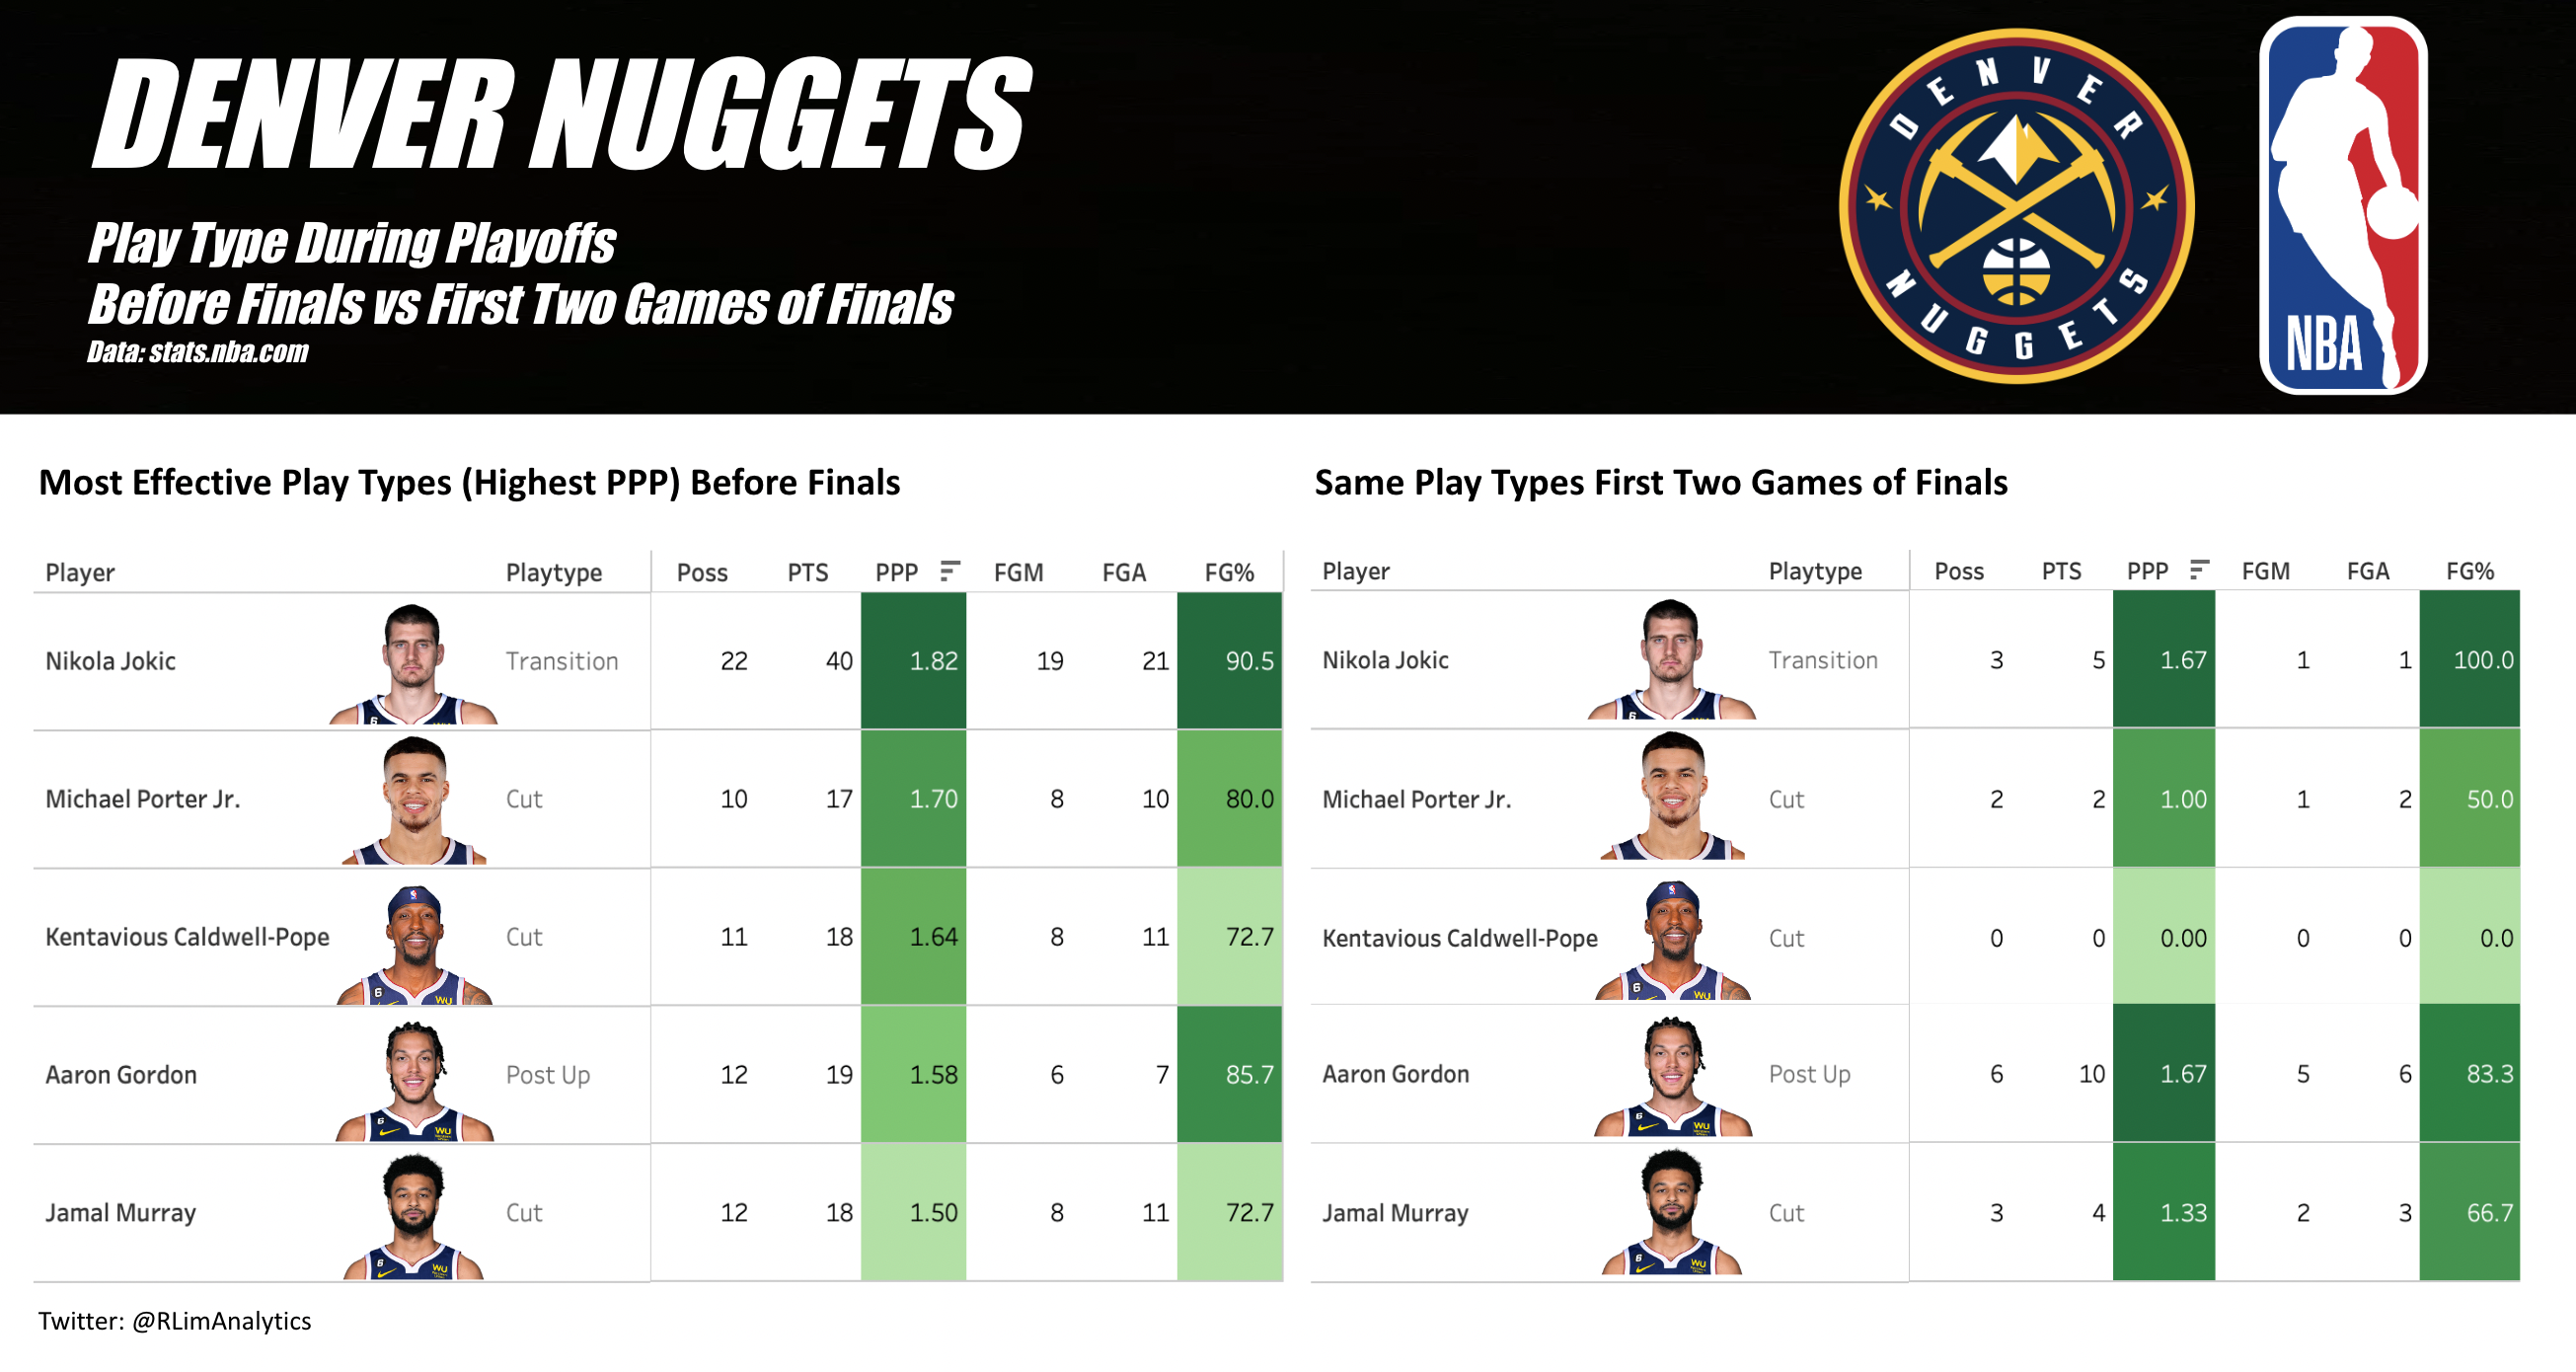 DENVER NUGGETS
Play Type During Playoffs
Before Finals vs First Two Games of Finals
Data: stats.nba.com
DENVER
NUGGETS
NBA
Most Effective Play Types (Highest PPP) Before Finals
Player Playtype Poss PTS PPP FGM FGA FG%
Nikola Jokic Transition 22 40 1.82 19 21 90.5
Michael Porter Jr. Cut 10 17 1.70 8 10 80.0
Kentavious Caldwell-Pope Cut 11 18 1.64 8 11 72.7
Aaron Gordon Post Up 12 19 1.58 6 7 85.7
Jamal Murray Cut 12 18 1.50 8 11 72.7
Same Play Types First Two Games of Finals
Player Playtype Poss PTS PPP FGM FGA FG%
Nikola Jokic Transition 3 5 1.67 1 1 100.0
Michael Porter Jr. Cut 2 2 1.00 1 2 50.0
Kentavious Caldwell-Pope Cut 0 0 0.00 0 0 0.0
Aaron Gordon Post Up 6 10 1.67 5 6 83.3
Jamal Murray Cut 3 4 1.33 2 3 66.7
Twitter: @RLimAnalytics